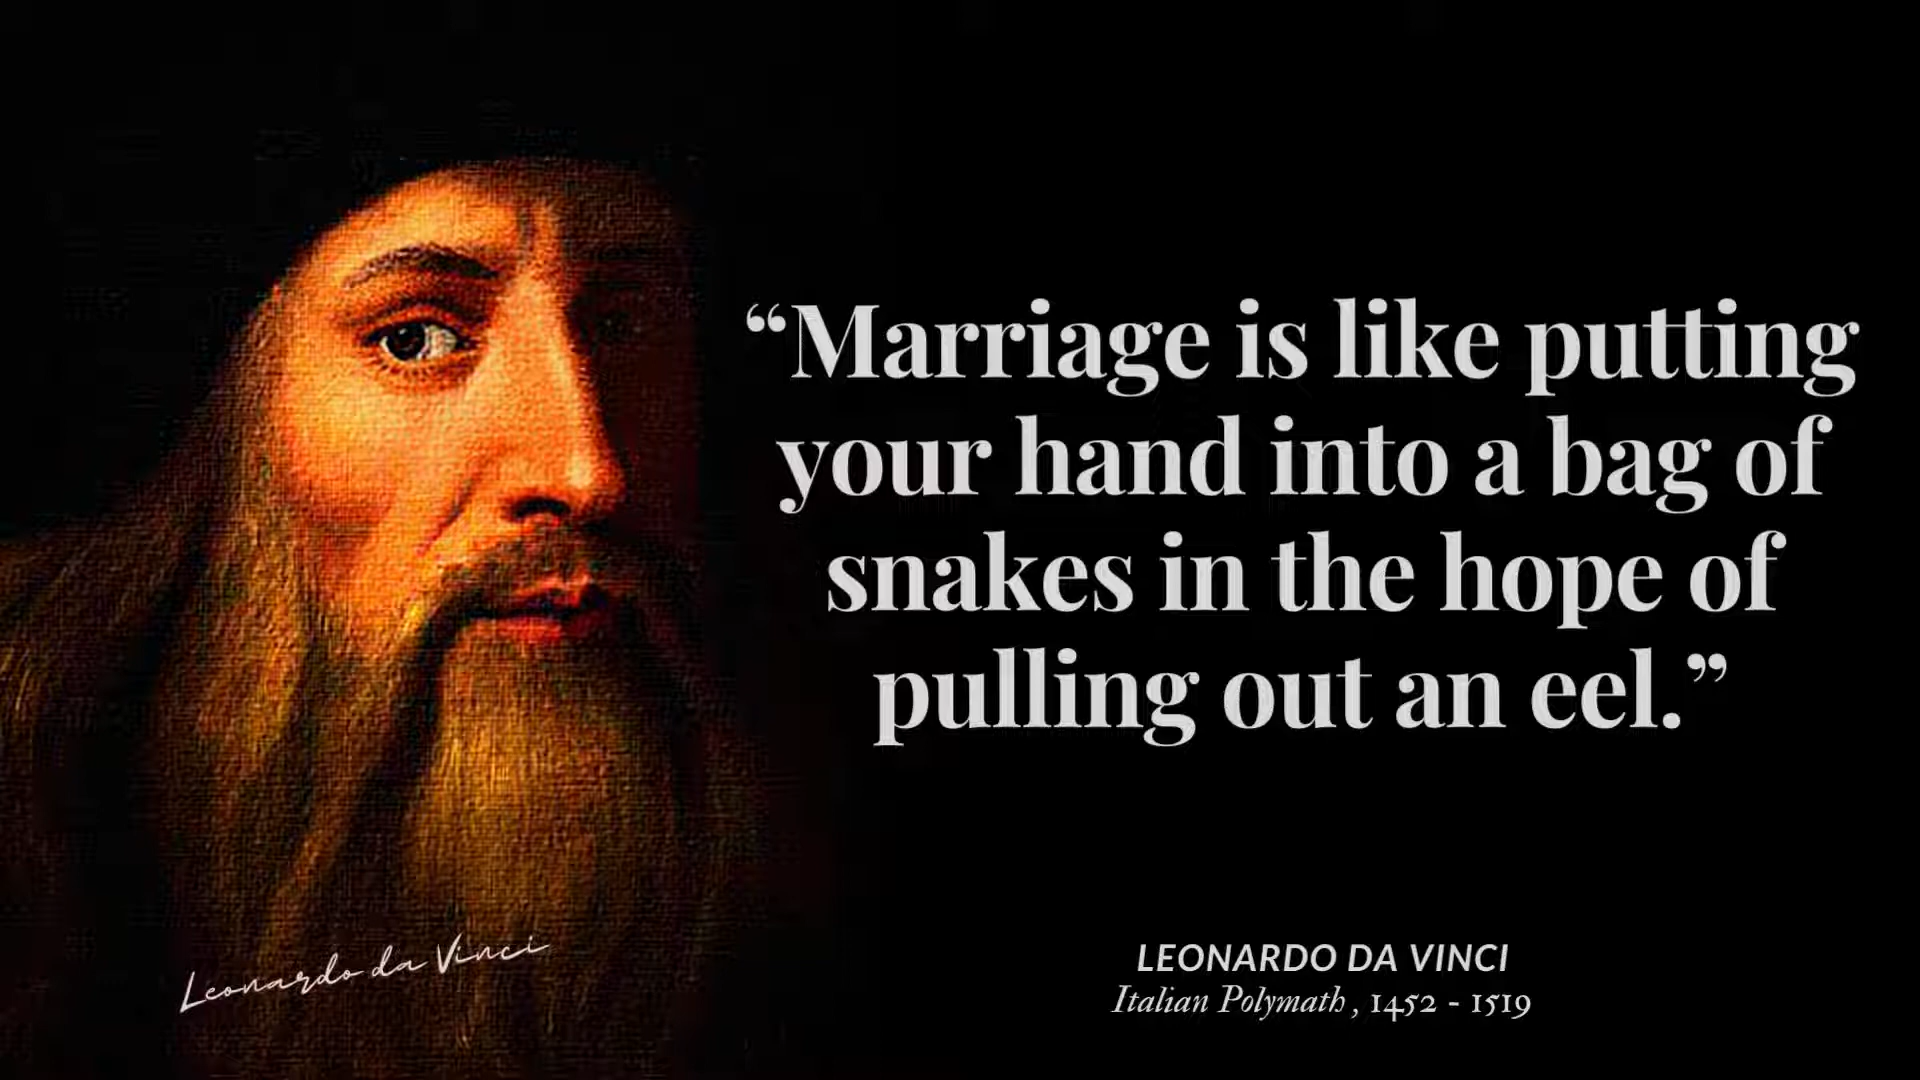 “Marriage is like putting
your hand into a bag of
snakes in the hope of
pulling out an eel.”
Leonardo da Vinci
LEONARDO DA VINCI
Italian Polymath , 1452 - 1519